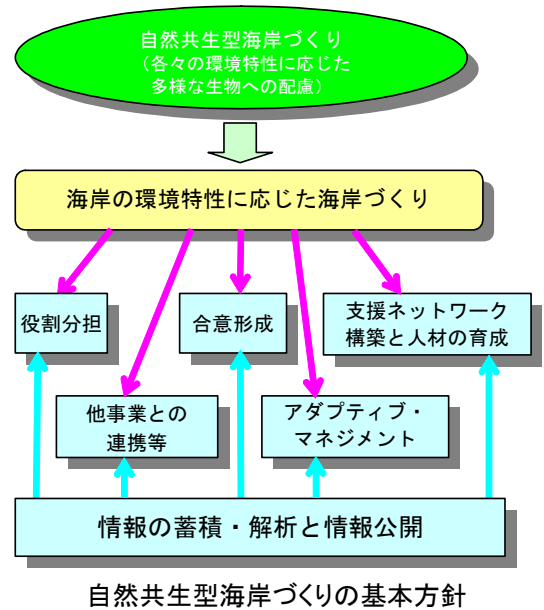 自然共生型海岸づくり
（各々の環境特性に応じた
多様な生物への配慮）
海岸の環境特性に応じた海岸づくり
役割分担
合意形成
支援ネットワーク
構築と人材の育成
他事業との
連携等
アダプティブ・
マネジメント
情報の蓄積・解析と情報公開
自然共生型海岸づくりの基本方針